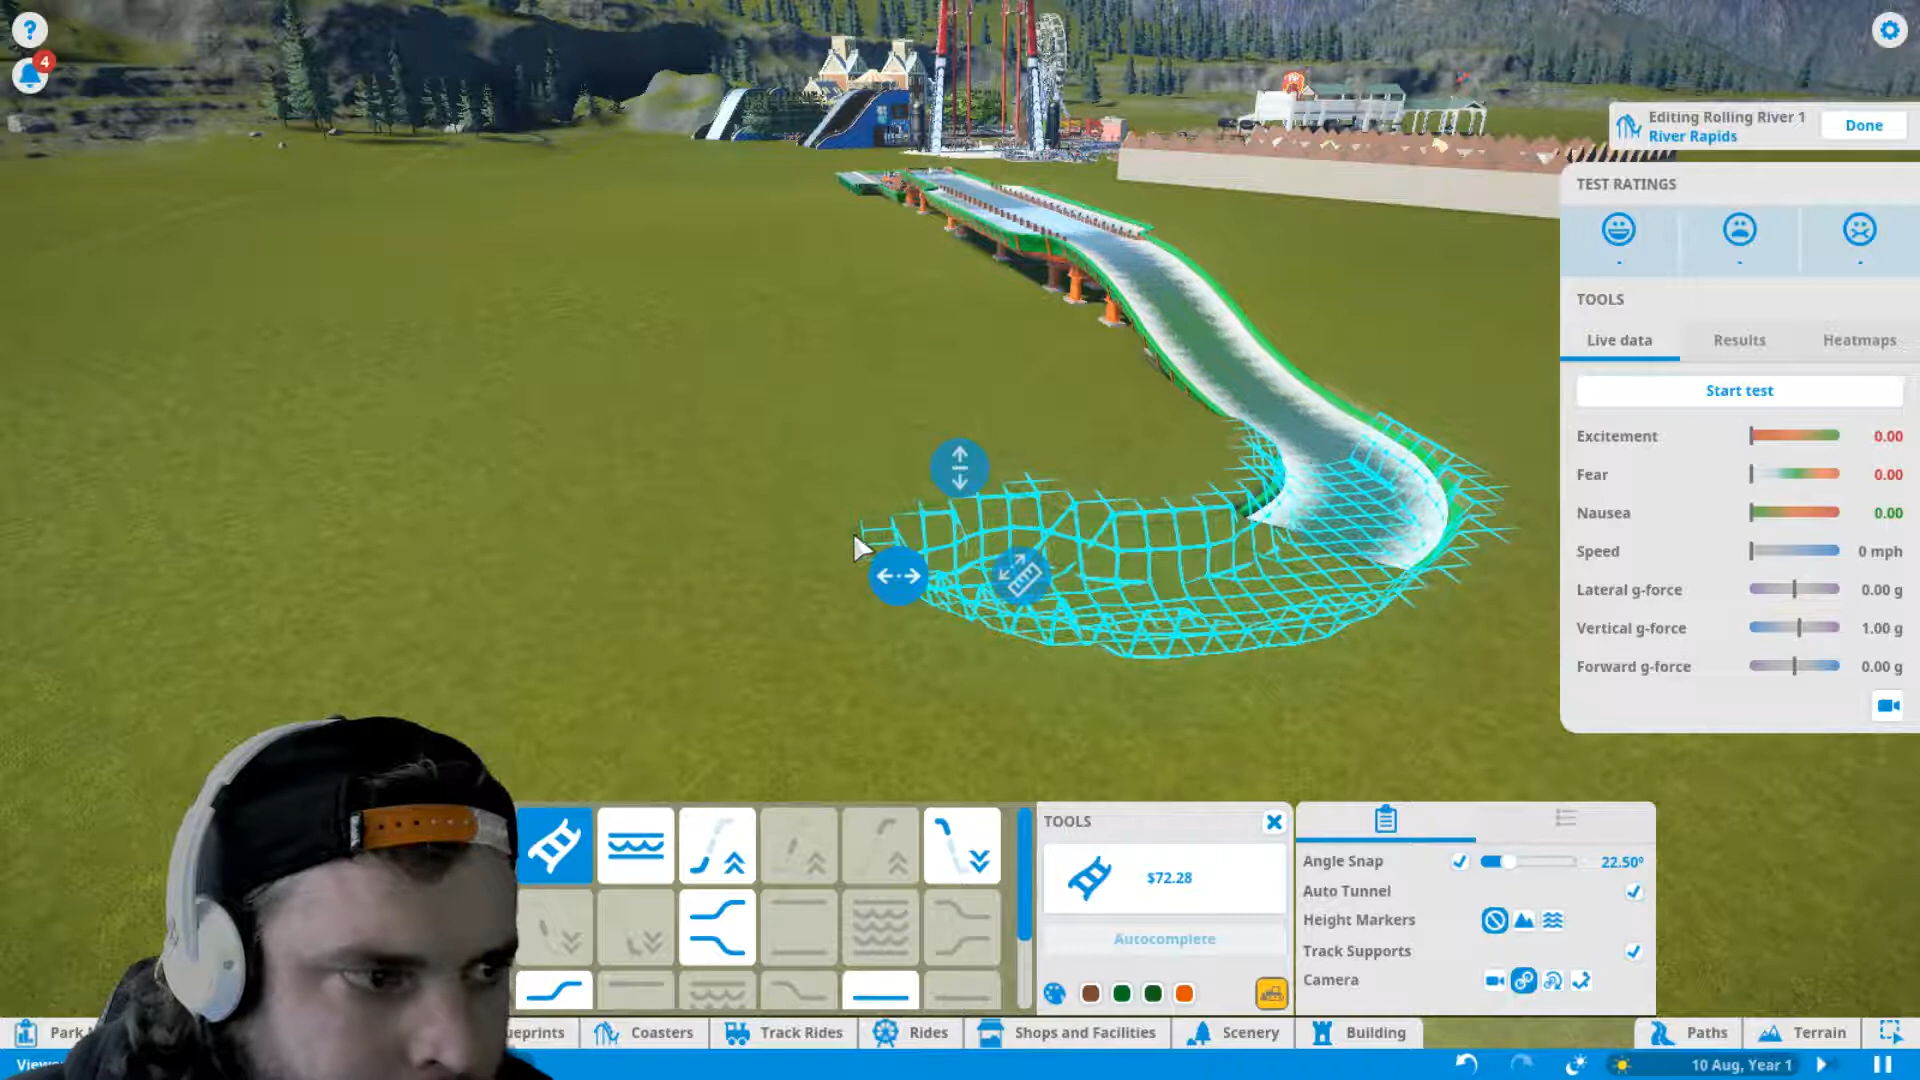 ?
4
Editing Rolling River 1
River Rapids
Done
TEST RATINGS
- - -
TOOLS
Live data Results Heatmaps
Start test
Excitement 0.00
Fear 0.00
Nausea 0.00
Speed 0 mph
Lateral g-force 0.00 g
Vertical g-force 1.00 g
Forward g-force 0.00 g
TOOLS
$72.28
Autocomplete
Angle Snap 22.50°
Auto Tunnel
Height Markers
Track Supports
Camera
Park
Coasters
Track Rides
Rides
Shops and Facilities
Scenery
Building
Paths
Terrain
10 Aug, Year 1